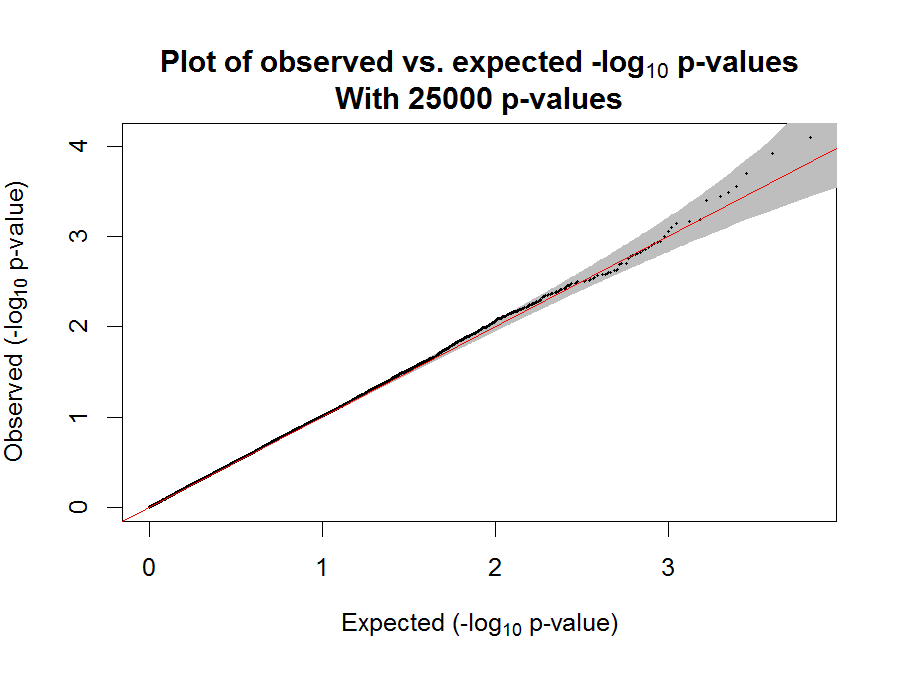 Plot of observed vs. expected -log₁₀ p-values
With 25000 p-values
Observed (-log₁₀ p-value)
4
3
2
1
0
0 1 2 3
Expected (-log₁₀ p-value)